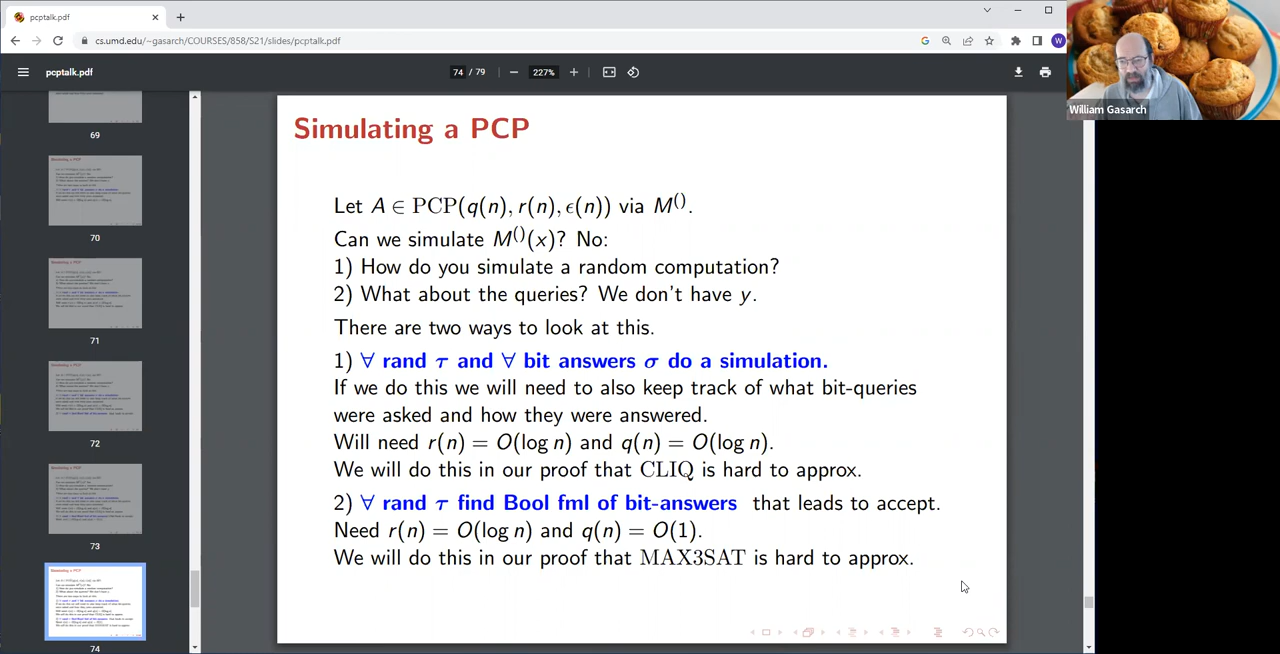 pcptalk.pdf
cs.umd.edu/~gasarch/COURSES/858/S21/slides/pcptalk.pdf
W
pcptalk.pdf
74 / 79
227%
William Gasarch
69
70
71
72
73
74
Simulating a PCP
Let A ∈ PCP(q(n), r(n), ϵ(n)) via M⁽⁾.
Can we simulate M⁽⁾(x)? No:
1) How do you simulate a random computation?
2) What about the queries? We don't have y.
There are two ways to look at this.
1) ∀ rand τ and ∀ bit answers σ do a simulation.
If we do this we will need to also keep track of what bit-queries
were asked and how they were answered.
Will need r(n) = O(log n) and q(n) = O(log n).
We will do this in our proof that CLIQ is hard to approx.
2) ∀ rand τ find Bool fml of bit-answers that leads to accept.
Need r(n) = O(log n) and q(n) = O(1).
We will do this in our proof that MAX3SAT is hard to approx.